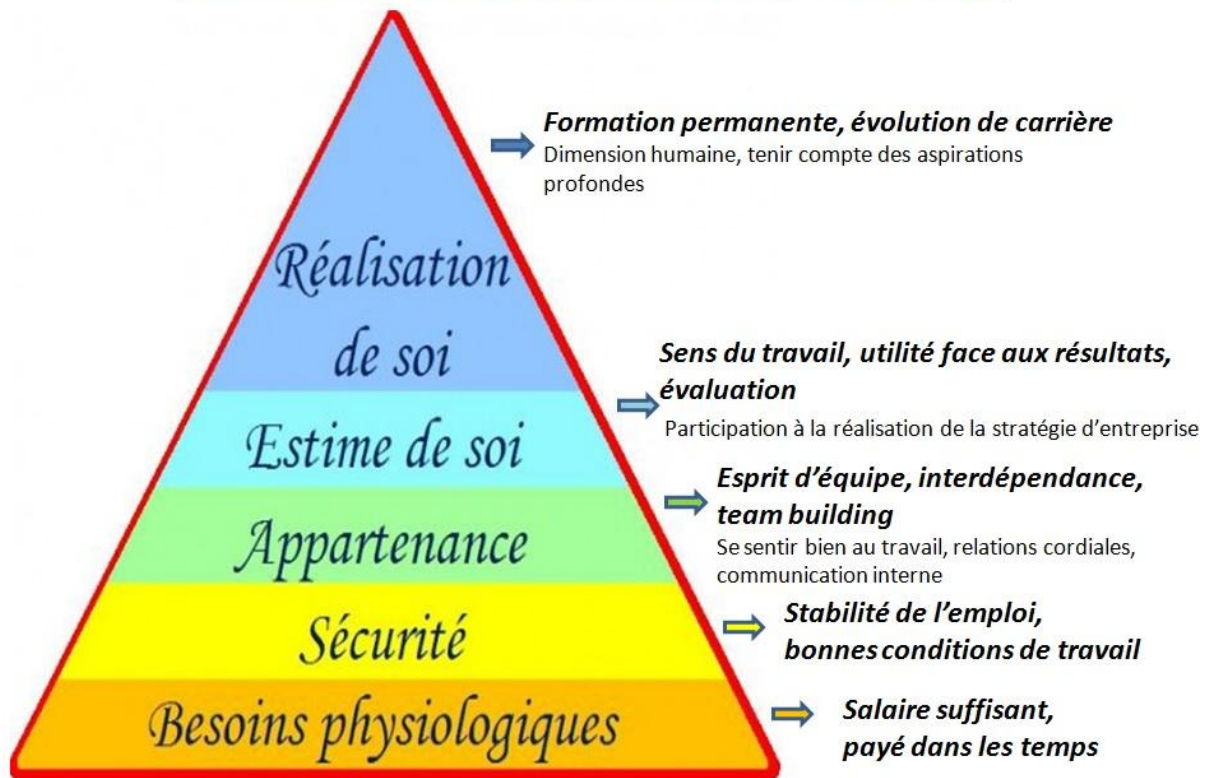 Formation permanente, évolution de carrière
Dimension humaine, tenir compte des aspirations
profondes
Réalisation
de soi
Sens du travail, utilité face aux résultats,
évaluation
Participation à la réalisation de la stratégie d’entreprise
Estime de soi
Esprit d’équipe, interdépendance,
team building
Se sentir bien au travail, relations cordiales,
communication interne
Appartenance
Stabilité de l’emploi,
bonnes conditions de travail
Sécurité
Salaire suffisant,
payé dans les temps
Besoins physiologiques